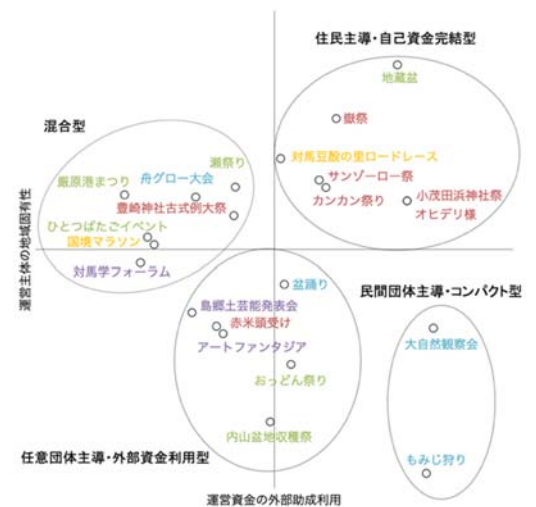 住民主導・自己資金完結型
地蔵盆
嶽祭
混合型
対馬豆酘の里ロードレース
瀬祭り
舟グロー大会
厳原港まつり
サンゾーロー祭
小茂田浜神社祭
オヒデリ様
カンカン祭り
豊崎神社古式例大祭
ひとつばたごイベント
国境マラソン
対馬学フォーラム
運営主体の地域固有性
盆踊り
民間団体主導・コンパクト型
島郷土芸能発表会
赤米頭受け
大自然観察会
アートファンタジア
おっどん祭り
内山盆地収穫祭
任意団体主導・外部資金利用型
もみじ狩り
運営資金の外部助成利用